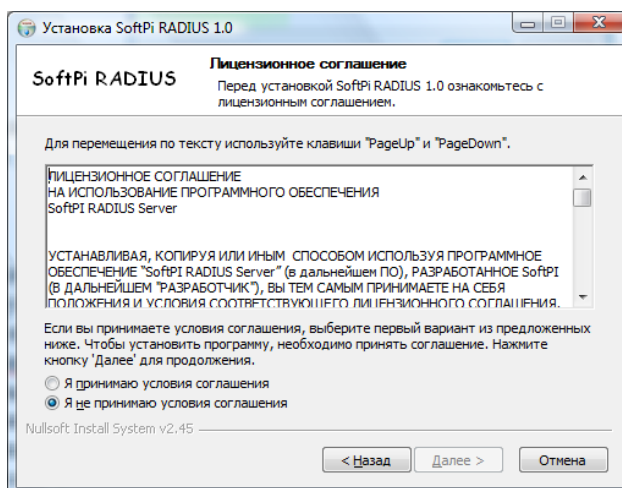 Установка SoftPi RADIUS 1.0
SoftPi RADIUS
Лицензионное соглашение
Перед установкой SoftPi RADIUS 1.0 ознакомьтесь с
лицензионным соглашением.
Для перемещения по тексту используйте клавиши "PageUp" и "PageDown".
ЛИЦЕНЗИОННОЕ СОГЛАШЕНИЕ
НА ИСПОЛЬЗОВАНИЕ ПРОГРАММНОГО ОБЕСПЕЧЕНИЯ
SoftPI RADIUS Server
УСТАНАВЛИВАЯ, КОПИРУЯ ИЛИ ИНЫМ СПОСОБОМ ИСПОЛЬЗУЯ ПРОГРАММНОЕ
ОБЕСПЕЧЕНИЕ “SoftPI RADIUS Server” (в дальнейшем ПО), РАЗРАБОТАННОЕ SoftPI
(В ДАЛЬНЕЙШЕМ "РАЗРАБОТЧИК"), ВЫ ТЕМ САМЫМ ПРИНИМАЕТЕ НА СЕБЯ
ПОЛОЖЕНИЯ И УСЛОВИЯ СООТВЕТСТВУЮЩЕГО ЛИЦЕНЗИОННОГО СОГЛАШЕНИЯ.
Если вы принимаете условия соглашения, выберите первый вариант из предложенных
ниже. Чтобы установить программу, необходимо принять соглашение. Нажмите
кнопку 'Далее' для продолжения.
Я принимаю условия соглашения
Я не принимаю условия соглашения
Nullsoft Install System v2.45
< Назад
Далее >
Отмена